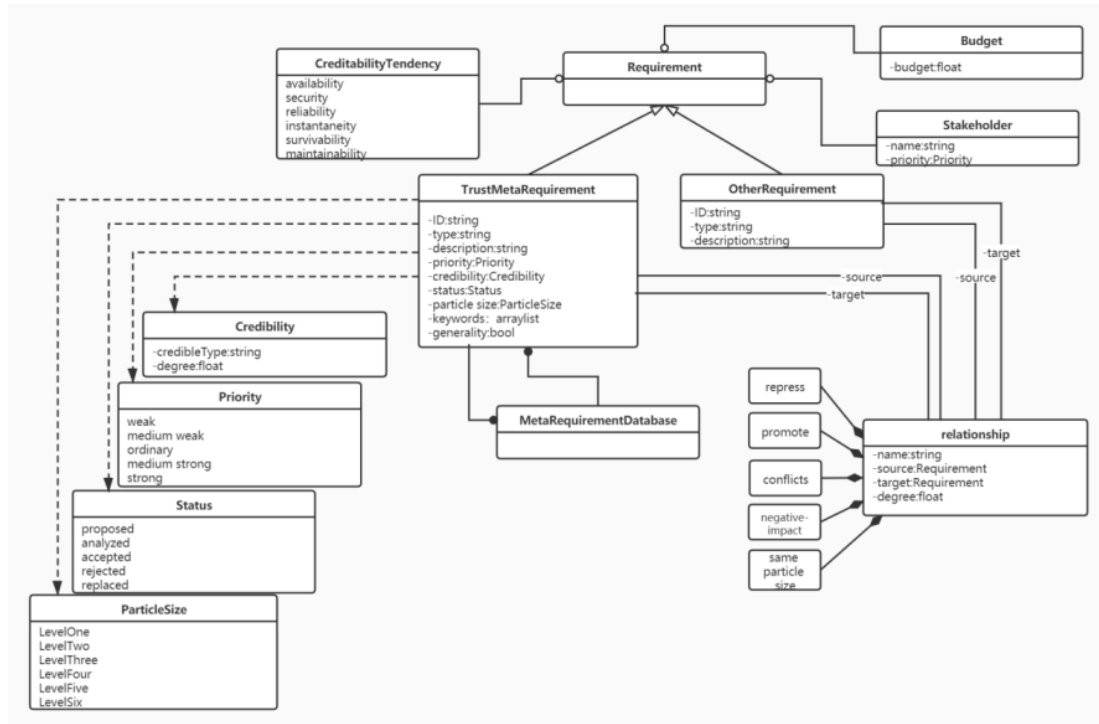 Budget
-budget:float
Requirement
CreditabilityTendency
availability
security
reliability
instantaneity
survivability
maintainability
Stakeholder
-name:string
-priority:Priority
TrustMetaRequirement
-ID:string
-type:string
-description:string
-priority:Priority
-credibility:Credibility
-status:Status
-particle size:ParticleSize
-keywords：arraylist
-generality:bool
OtherRequirement
-ID:string
-type:string
-description:string
-target
-source
-source
-target
Credibility
-credibleType:string
-degree:float
Priority
weak
medium weak
ordinary
medium strong
strong
MetaRequirementDatabase
Status
proposed
analyzed
accepted
rejected
replaced
ParticleSize
LevelOne
LevelTwo
LevelThree
LevelFour
LevelFive
LevelSix
repress
promote
conflicts
negative-
impact
same
particle
size
relationship
-name:string
-source:Requirement
-target:Requirement
-degree:float